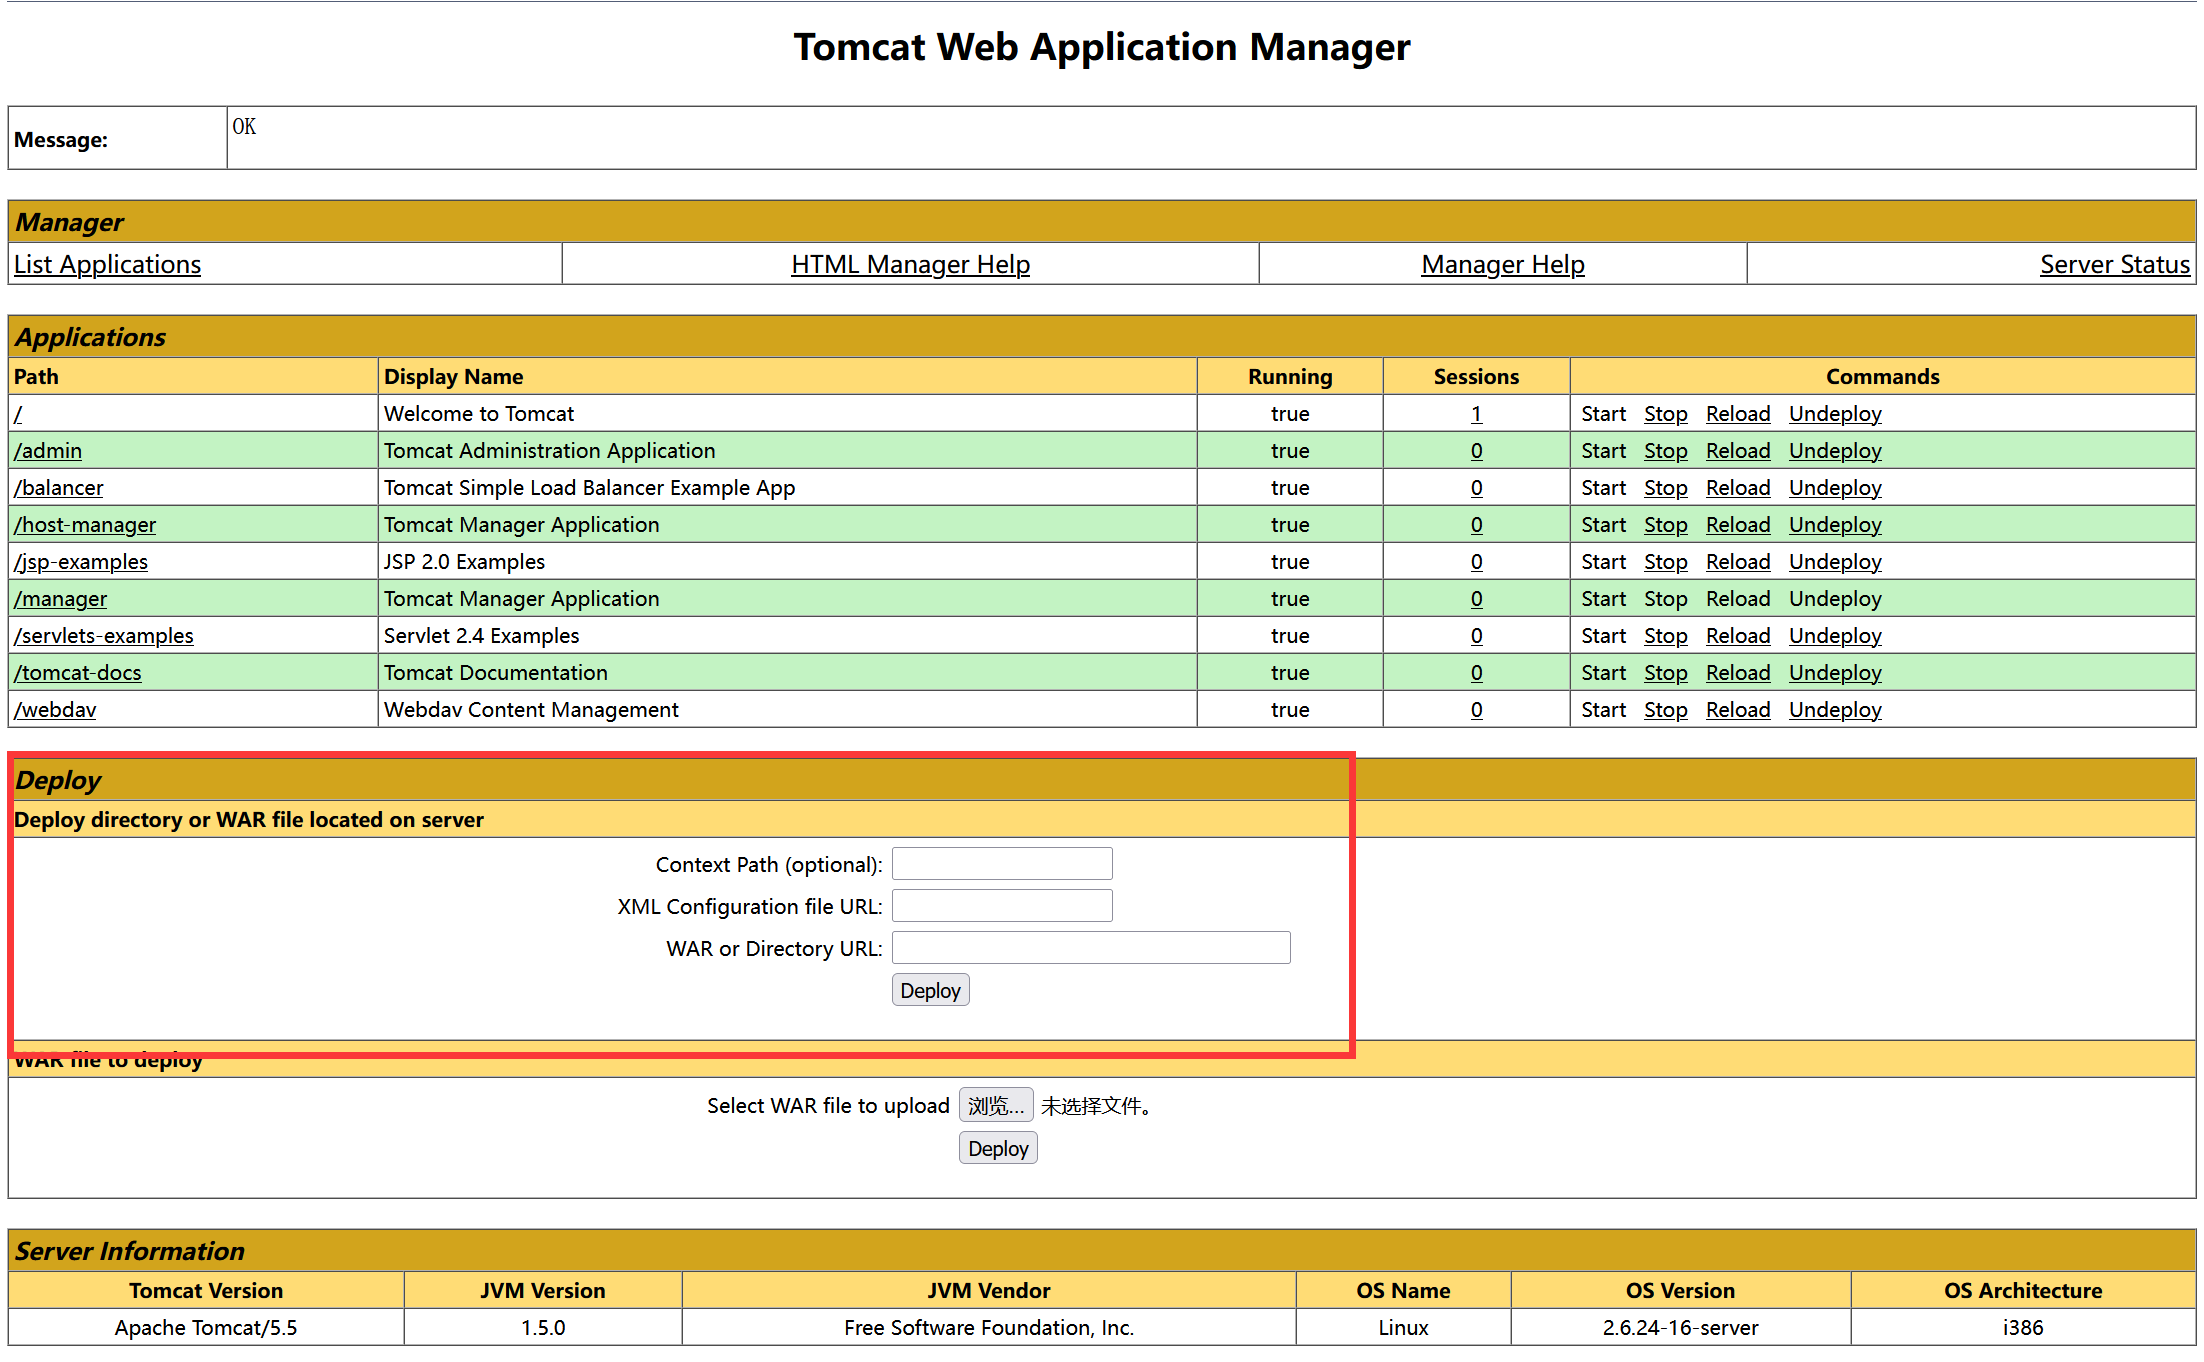 Tomcat Web Application Manager
Message: OK
Manager
List Applications HTML Manager Help Manager Help Server Status
Applications
Path Display Name Running Sessions Commands
/ Welcome to Tomcat true 1 Start Stop Reload Undeploy
/admin Tomcat Administration Application true 0 Start Stop Reload Undeploy
/balancer Tomcat Simple Load Balancer Example App true 0 Start Stop Reload Undeploy
/host-manager Tomcat Manager Application true 0 Start Stop Reload Undeploy
/jsp-examples JSP 2.0 Examples true 0 Start Stop Reload Undeploy
/manager Tomcat Manager Application true 0 Start Stop Reload Undeploy
/servlets-examples Servlet 2.4 Examples true 0 Start Stop Reload Undeploy
/tomcat-docs Tomcat Documentation true 0 Start Stop Reload Undeploy
/webdav Webdav Content Management true 0 Start Stop Reload Undeploy
Deploy
Deploy directory or WAR file located on server
Context Path (optional):
XML Configuration file URL:
WAR or Directory URL:
Deploy
WAR file to deploy
Select WAR file to upload 浏览... 未选择文件。
Deploy
Server Information
Tomcat Version JVM Version JVM Vendor OS Name OS Version OS Architecture
Apache Tomcat/5.5 1.5.0 Free Software Foundation, Inc. Linux 2.6.24-16-server i386